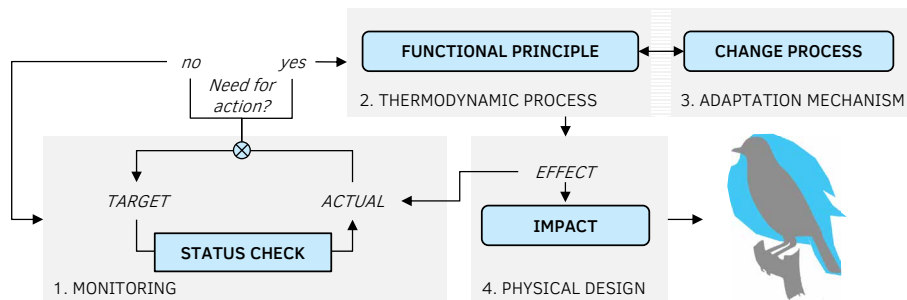 no
yes
Need for
action?
FUNCTIONAL PRINCIPLE
CHANGE PROCESS
2. THERMODYNAMIC PROCESS
3. ADAPTATION MECHANISM
TARGET
ACTUAL
STATUS CHECK
1. MONITORING
EFFECT
IMPACT
4. PHYSICAL DESIGN